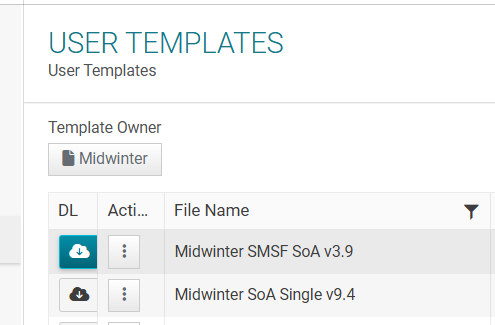 USER TEMPLATES
User Templates
Template Owner
Midwinter
DL Acti... File Name
Midwinter SMSF SoA v3.9
Midwinter SoA Single v9.4